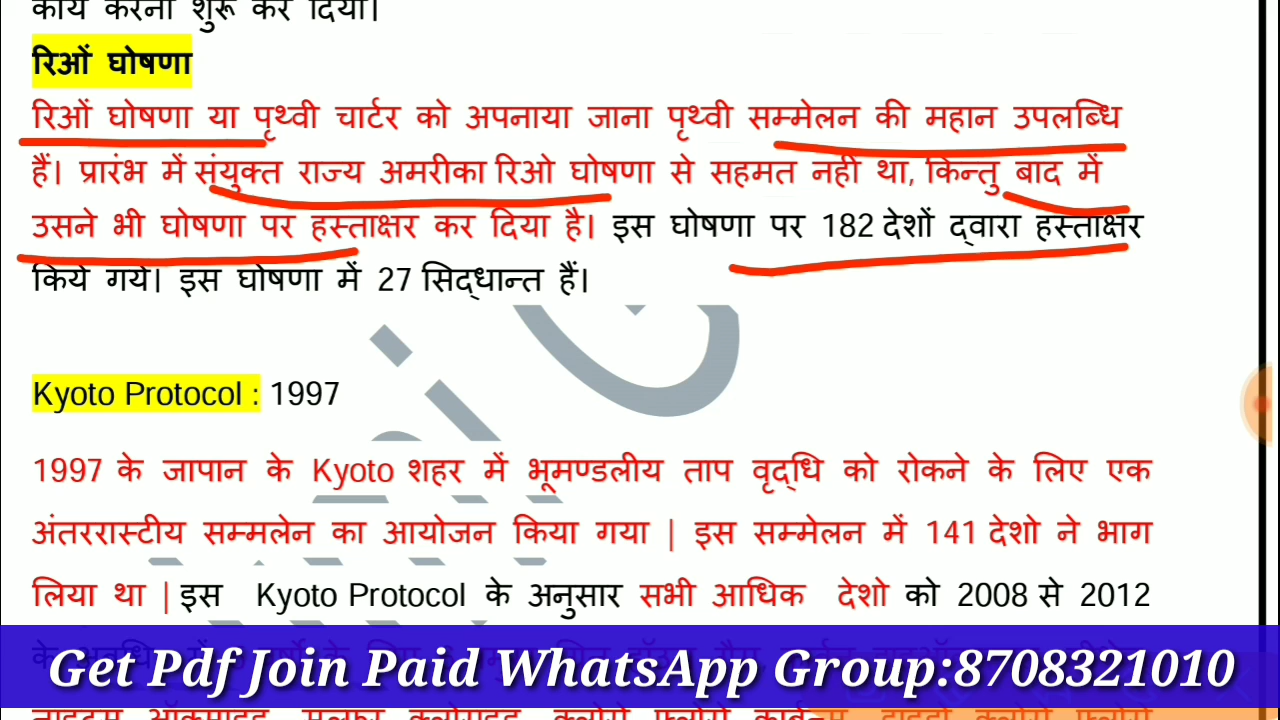 कार्य करना शुरू कर दिया।
रिओं घोषणा
रिओं घोषणा या पृथ्वी चार्टर को अपनाया जाना पृथ्वी सम्मेलन की महान उपलब्धि
हैं। प्रारंभ में संयुक्त राज्य अमरीका रिओ घोषणा से सहमत नही था, किन्तु बाद में
उसने भी घोषणा पर हस्ताक्षर कर दिया है। इस घोषणा पर 182 देशों द्वारा हस्ताक्षर
किये गये। इस घोषणा में 27 सिद्धान्त हैं।
Kyoto Protocol : 1997
1997 के जापान के Kyoto शहर में भूमण्डलीय ताप वृद्धि को रोकने के लिए एक
अंतररास्टीय सम्मलेन का आयोजन किया गया | इस सम्मेलन में 141 देशो ने भाग
लिया था | इस Kyoto Protocol के अनुसार सभी आधिक देशो को 2008 से 2012
Get Pdf Join Paid WhatsApp Group:8708321010